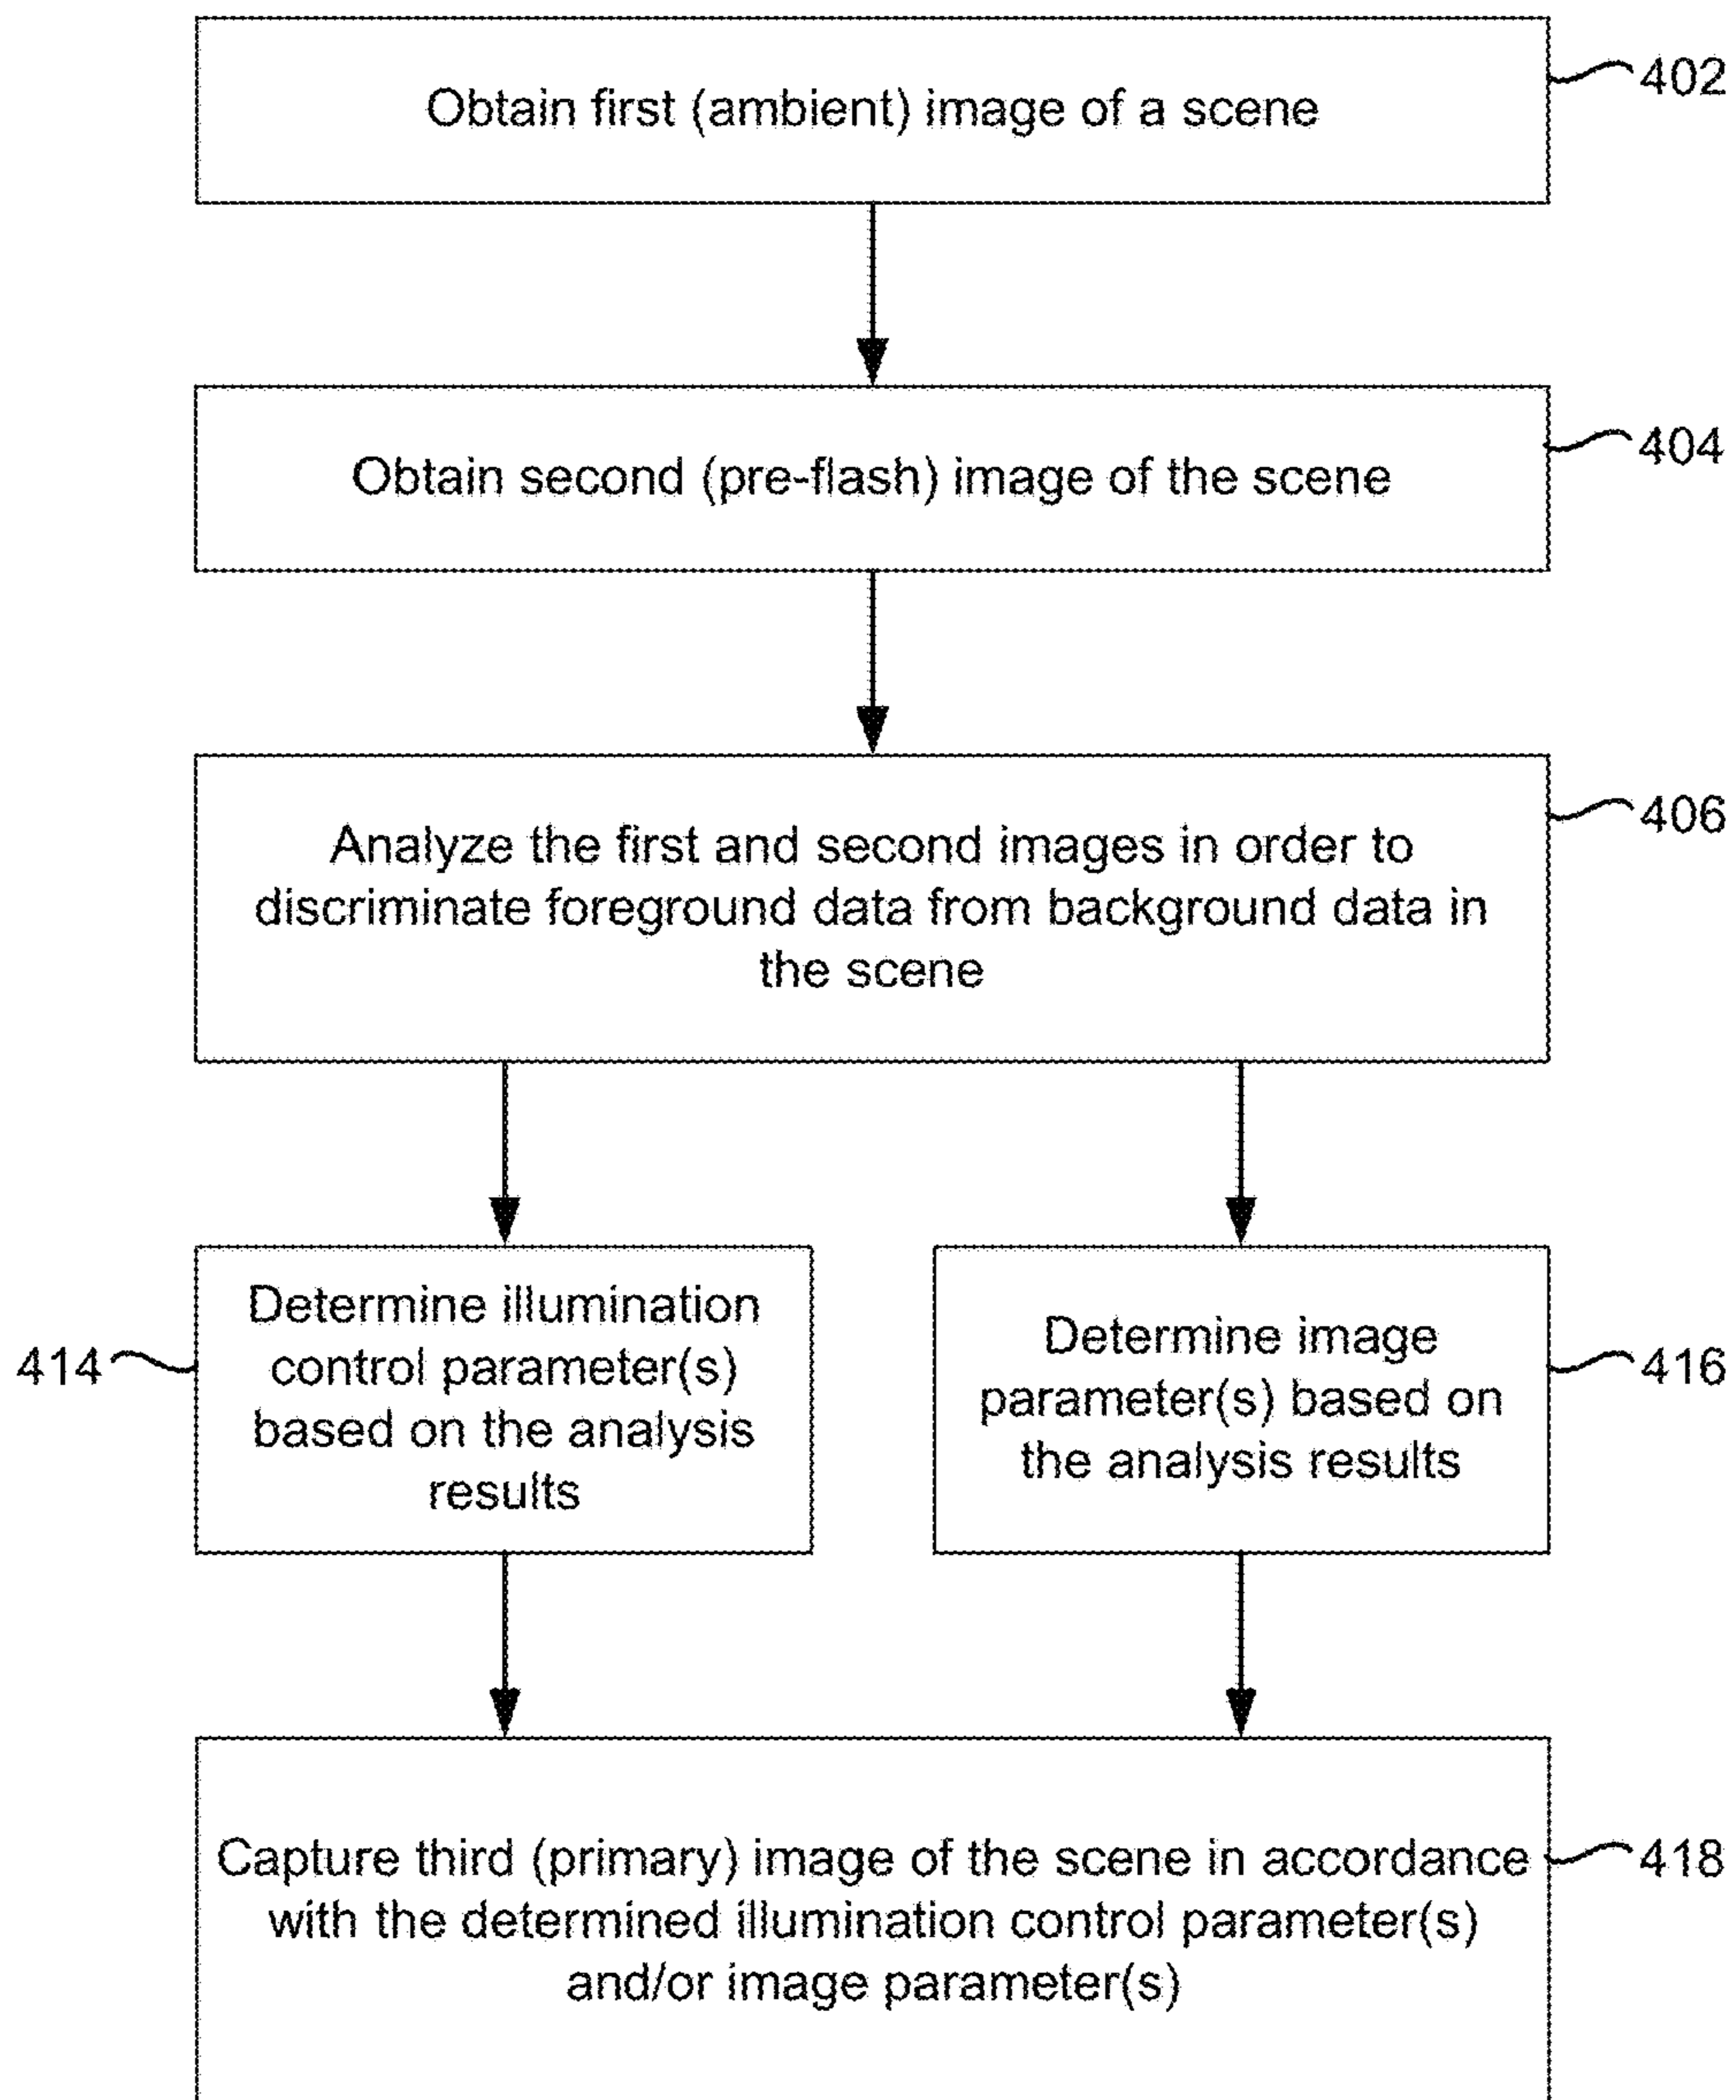 Obtain first (ambient) image of a scene
402
Obtain second (pre-flash) image of the scene
404
Analyze the first and second images in order to
discriminate foreground data from background data in
the scene
406
414
Determine illumination
control parameter(s)
based on the analysis
results
Determine image
parameter(s) based on
the analysis results
416
Capture third (primary) image of the scene in accordance
with the determined illumination control parameter(s)
and/or image parameter(s)
418